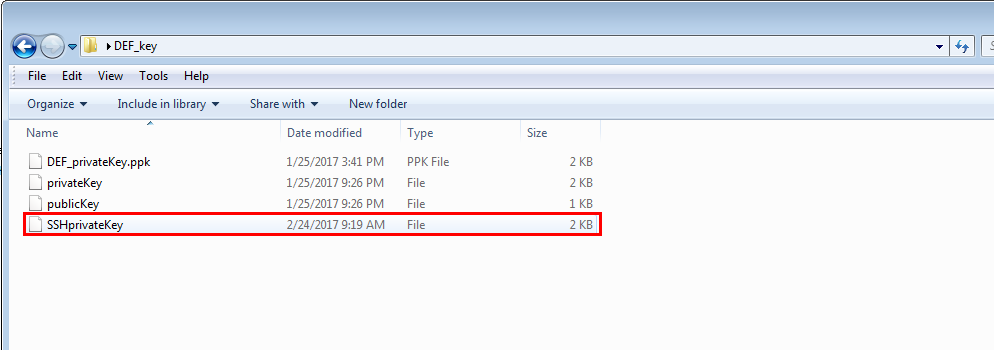 DEF_key
File Edit View Tools Help
Organize Include in library Share with New folder
Name Date modified Type Size
DEF_privateKey.ppk 1/25/2017 3:41 PM PPK File 2 KB
privateKey 1/25/2017 9:26 PM File 2 KB
publicKey 1/25/2017 9:26 PM File 1 KB
SSHprivateKey 2/24/2017 9:19 AM File 2 KB